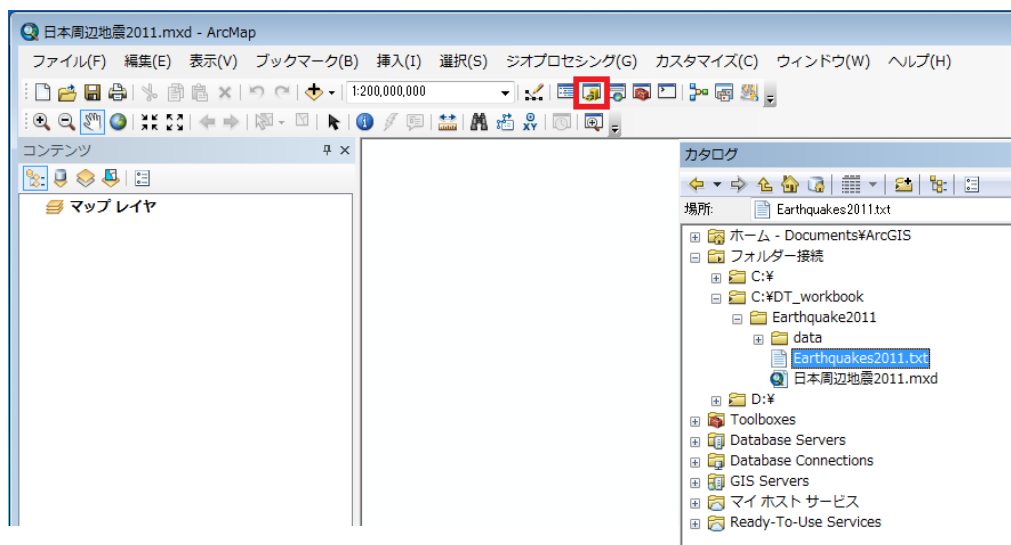 日本周辺地震2011.mxd - ArcMap
ファイル(F) 編集(E) 表示(V) ブックマーク(B) 挿入(I) 選択(S) ジオプロセシング(G) カスタマイズ(C) ウィンドウ(W) ヘルプ(H)
1:200,000,000
コンテンツ
マップ レイヤ
カタログ
場所: Earthquakes2011.txt
ホーム - Documents¥ArcGIS
フォルダー接続
C:¥
C:¥DT_workbook
Earthquake2011
data
Earthquakes2011.txt
日本周辺地震2011.mxd
D:¥
Toolboxes
Database Servers
Database Connections
GIS Servers
マイ ホスト サービス
Ready-To-Use Services